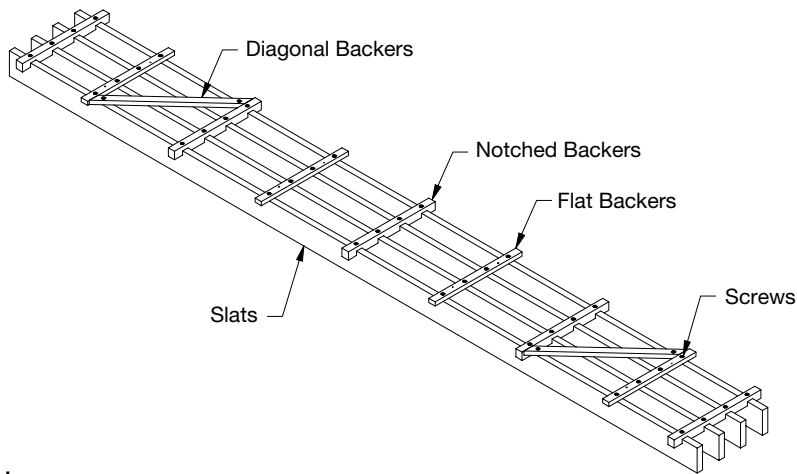 Diagonal Backers
Notched Backers
Flat Backers
Screws
Slats